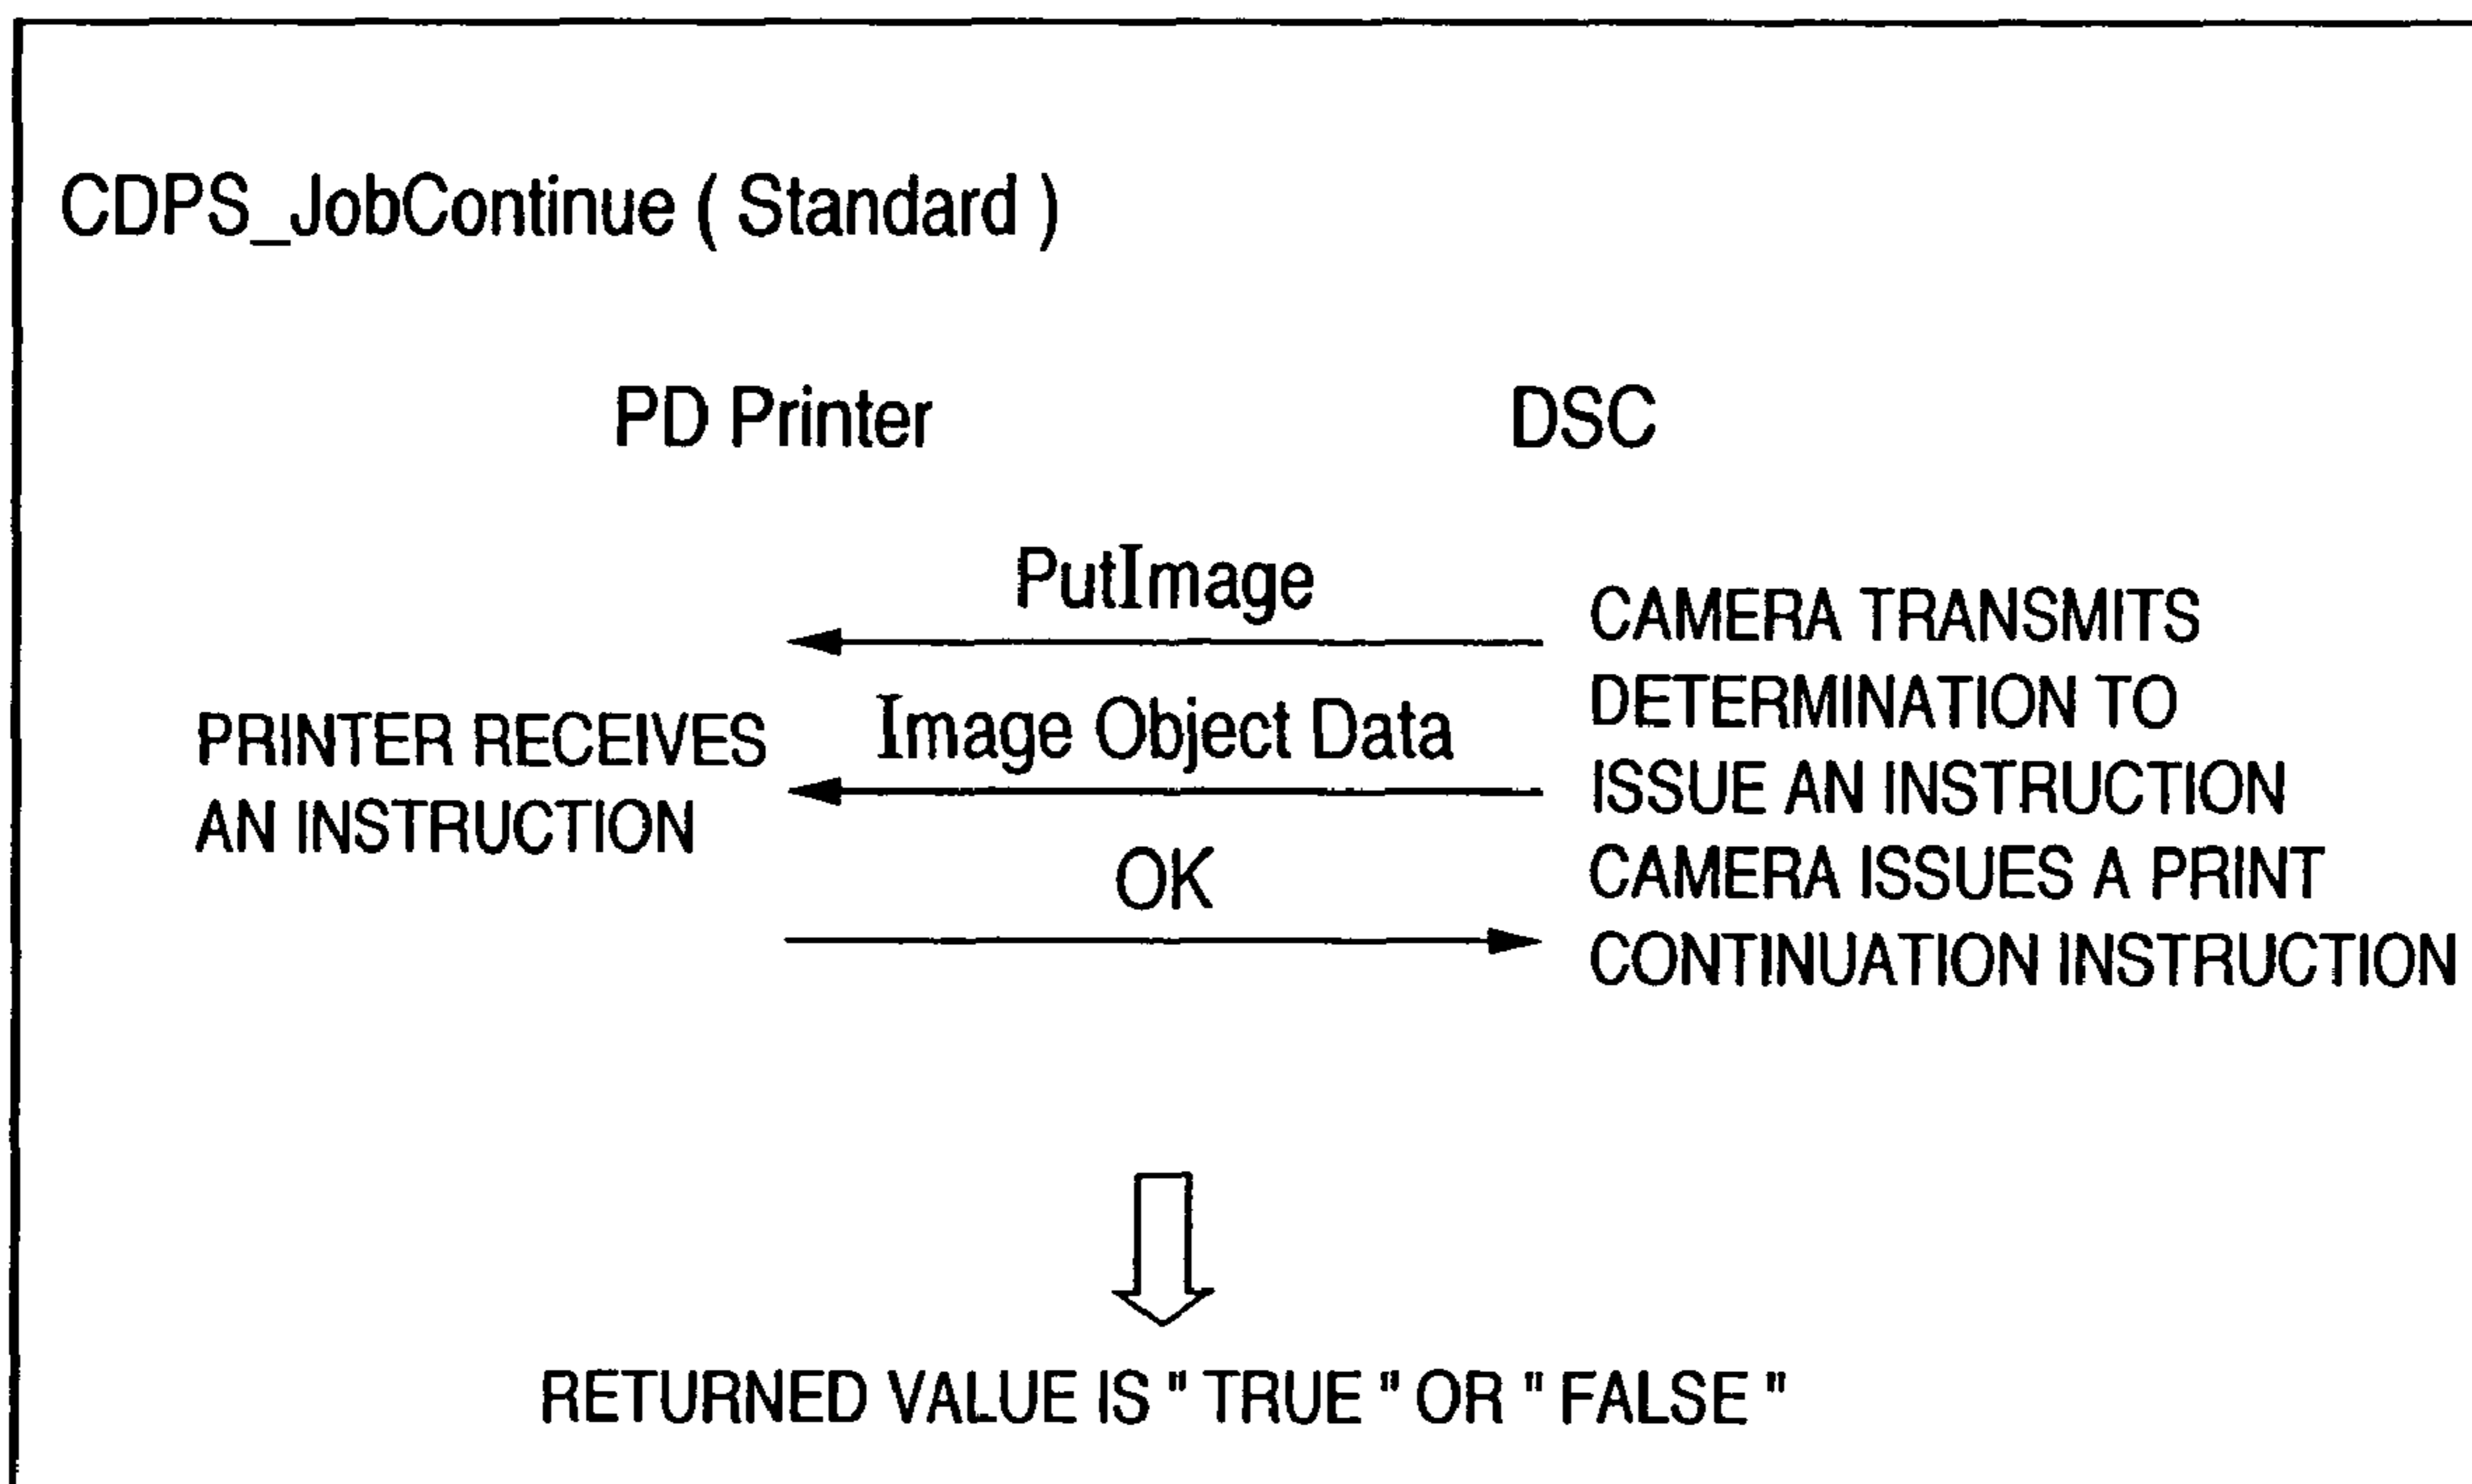 CDPS_JobContinue ( Standard )
PD Printer
DSC
PutImage
Image Object Data
OK
PRINTER RECEIVES
AN INSTRUCTION
CAMERA TRANSMITS
DETERMINATION TO
ISSUE AN INSTRUCTION
CAMERA ISSUES A PRINT
CONTINUATION INSTRUCTION
RETURNED VALUE IS " TRUE " OR " FALSE "